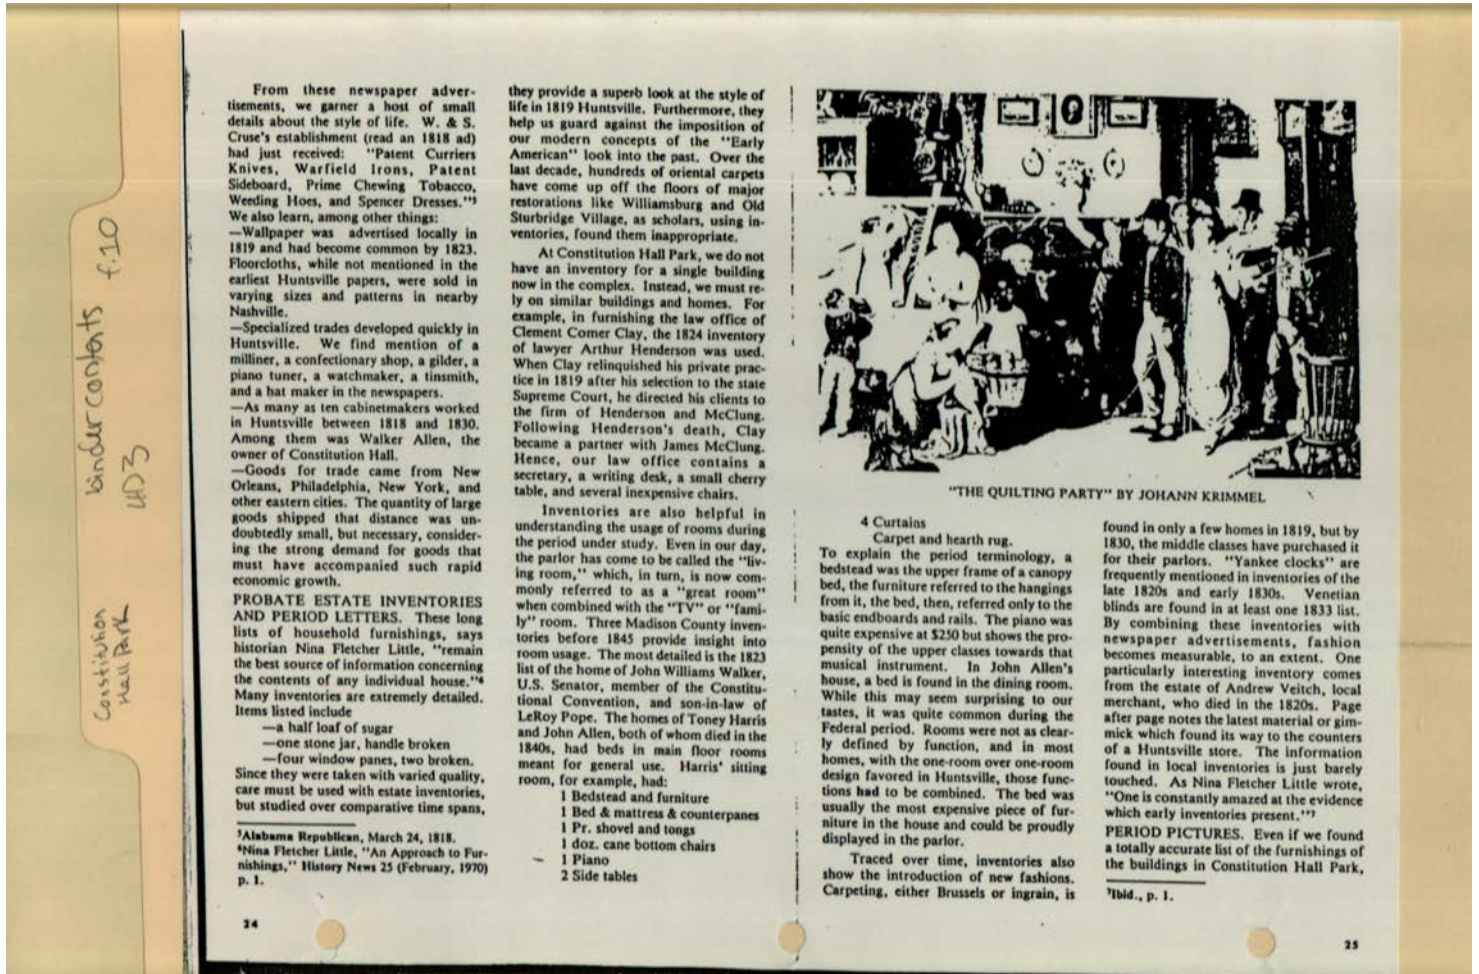 Constitution
Hall Park
binder contents
UD3
f.10
From these newspaper adver-
tisements, we garner a host of small
details about the style of life. W. & S.
Cruse's establishment (read an 1818 ad)
had just received: "Patent Curriers
Knives, Warfield Irons, Patent
Sideboard, Prime Chewing Tobacco,
Weeding Hoes, and Spencer Dresses."⁵
We also learn, among other things:
—Wallpaper was advertised locally in
1819 and had become common by 1823.
Floorcloths, while not mentioned in the
earliest Huntsville papers, were sold in
varying sizes and patterns in nearby
Nashville.
—Specialized trades developed quickly in
Huntsville. We find mention of a
milliner, a confectionary shop, a gilder, a
piano tuner, a watchmaker, a tinsmith,
and a hat maker in the newspapers.
—As many as ten cabinetmakers worked
in Huntsville between 1818 and 1830.
Among them was Walker Allen, the
owner of Constitution Hall.
—Goods for trade came from New
Orleans, Philadelphia, New York, and
other eastern cities. The quantity of large
goods shipped that distance was un-
doubtedly small, but necessary, consider-
ing the strong demand for goods that
must have accompanied such rapid
economic growth.
PROBATE ESTATE INVENTORIES
AND PERIOD LETTERS. These long
lists of household furnishings, says
historian Nina Fletcher Little, "remain
the best source of information concerning
the contents of any individual house."⁶
Many inventories are extremely detailed.
Items listed include
—a half loaf of sugar
—one stone jar, handle broken
—four window panes, two broken.
Since they were taken with varied quality,
care must be used with estate inventories,
but studied over comparative time spans,
⁵Alabama Republican, March 24, 1818.
⁶Nina Fletcher Little, "An Approach to Fur-
nishings," History News 25 (February, 1970)
p. 1.
24
they provide a superb look at the style of
life in 1819 Huntsville. Furthermore, they
help us guard against the imposition of
our modern concepts of the "Early
American" look into the past. Over the
last decade, hundreds of oriental carpets
have come up off the floors of major
restorations like Williamsburg and Old
Sturbridge Village, as scholars, using in-
ventories, found them inappropriate.
At Constitution Hall Park, we do not
have an inventory for a single building
now in the complex. Instead, we must re-
ly on similar buildings and homes. For
example, in furnishing the law office of
Clement Comer Clay, the 1824 inventory
of lawyer Arthur Henderson was used.
When Clay relinquished his private prac-
tice in 1819 after his selection to the state
Supreme Court, he directed his clients to
the firm of Henderson and McClung.
Following Henderson's death, Clay
became a partner with James McClung.
Hence, our law office contains a
secretary, a writing desk, a small cherry
table, and several inexpensive chairs.
Inventories are also helpful in
understanding the usage of rooms during
the period under study. Even in our day,
the parlor has come to be called the "liv-
ing room," which, in turn, is now com-
monly referred to as a "great room"
when combined with the "TV" or "fami-
ly" room. Three Madison County inven-
tories before 1845 provide insight into
room usage. The most detailed is the 1823
list of the home of John Williams Walker,
U.S. Senator, member of the Constitu-
tional Convention, and son-in-law of
LeRoy Pope. The homes of Toney Harris
and John Allen, both of whom died in the
1840s, had beds in main floor rooms
meant for general use. Harris' sitting
room, for example, had:
1 Bedstead and furniture
1 Bed & mattress & counterpanes
1 Pr. shovel and tongs
1 doz. cane bottom chairs
1 Piano
2 Side tables
"THE QUILTING PARTY" BY JOHANN KRIMMEL
4 Curtains
Carpet and hearth rug.
To explain the period terminology, a
bedstead was the upper frame of a canopy
bed, the furniture referred to the hangings
from it, the bed, then, referred only to the
basic endboards and rails. The piano was
quite expensive at $250 but shows the pro-
pensity of the upper classes towards that
musical instrument. In John Allen's
house, a bed is found in the dining room.
While this may seem surprising to our
tastes, it was quite common during the
Federal period. Rooms were not as clear-
ly defined by function, and in most
homes, with the one-room over one-room
design favored in Huntsville, those func-
tions had to be combined. The bed was
usually the most expensive piece of fur-
niture in the house and could be proudly
displayed in the parlor.
Traced over time, inventories also
show the introduction of new fashions.
Carpeting, either Brussels or ingrain, is
found in only a few homes in 1819, but by
1830, the middle classes have purchased it
for their parlors. "Yankee clocks" are
frequently mentioned in inventories of the
late 1820s and early 1830s. Venetian
blinds are found in at least one 1833 list.
By combining these inventories with
newspaper advertisements, fashion
becomes measurable, to an extent. One
particularly interesting inventory comes
from the estate of Andrew Veitch, local
merchant, who died in the 1820s. Page
after page notes the latest material or gim-
mick which found its way to the counters
of a Huntsville store. The information
found in local inventories is just barely
touched. As Nina Fletcher Little wrote,
"One is constantly amazed at the evidence
which early inventories present."⁷
PERIOD PICTURES. Even if we found
a totally accurate list of the furnishings of
the buildings in Constitution Hall Park,
⁷Ibid., p. 1.
25